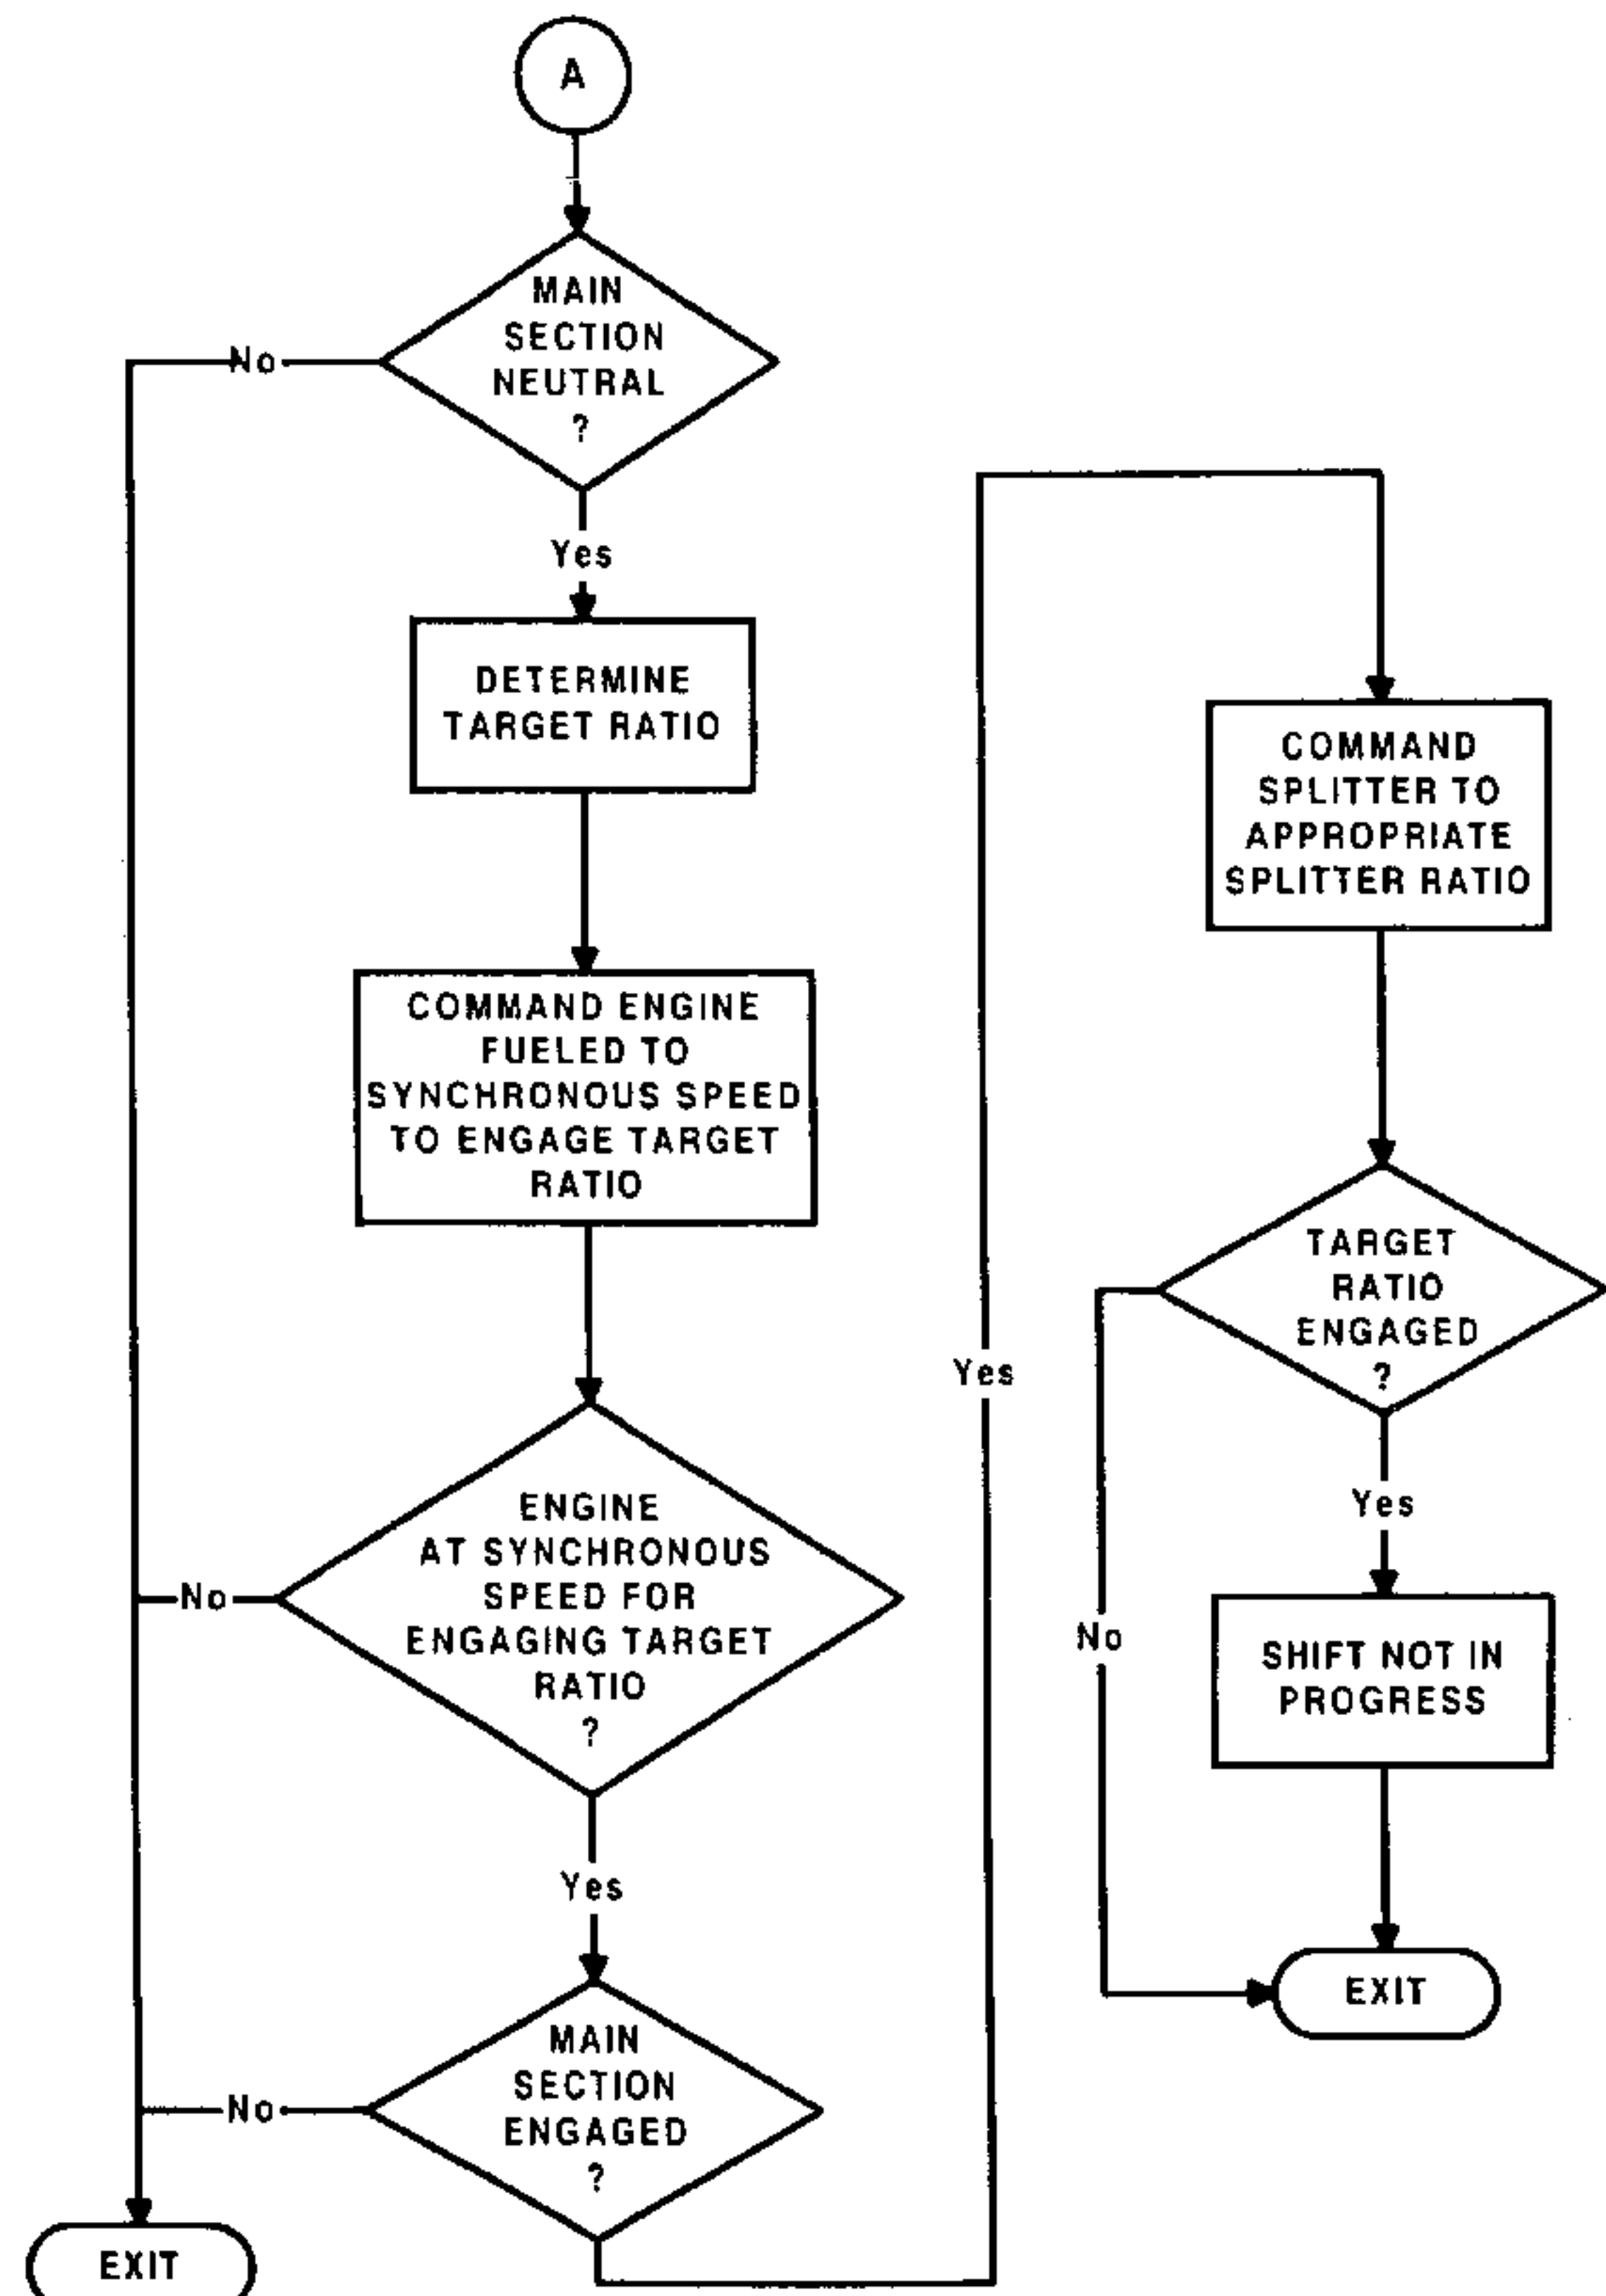 A
MAIN
SECTION
NEUTRAL
?
No
Yes
DETERMINE
TARGET RATIO
COMMAND ENGINE
FUELED TO
SYNCHRONOUS SPEED
TO ENGAGE TARGET
RATIO
ENGINE
AT SYNCHRONOUS
SPEED FOR
ENGAGING TARGET
RATIO
?
No
Yes
MAIN
SECTION
ENGAGED
?
No
EXIT
Yes
COMMAND
SPLITTER TO
APPROPRIATE
SPLITTER RATIO
TARGET
RATIO
ENGAGED
?
No
Yes
SHIFT NOT IN
PROGRESS
EXIT